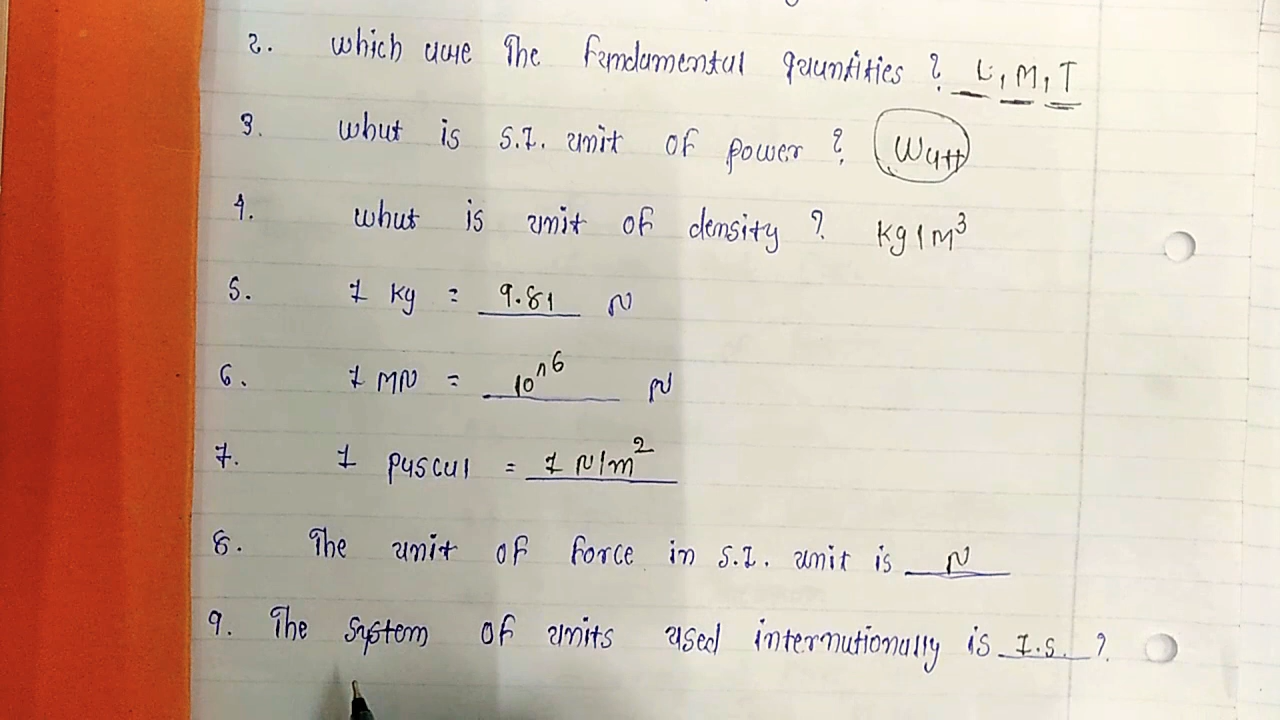 2. which are the fundamental quantities ? L, M, T
3. what is S.I. unit of power ? Watt
4. what is unit of density ? Kg/M³
5. 1 Kg = 9.81 N
6. 1 MN = 10^6 N
7. 1 pascal = 1 N/m²
8. The unit of force in S.I. unit is N
9. The system of units used internationally is I.S. ?